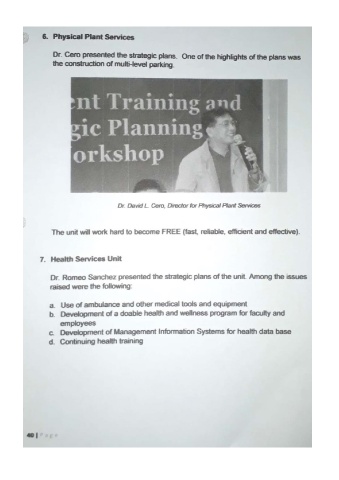 6. Physical Plant Services
Dr. Cero presented the strategic plans. One of the highlights of the plans was
the construction of multi-level parking.
ent Training and
gic Planning
orkshop
Dr. David L. Cero, Director for Physical Plant Services
The unit will work hard to become FREE (fast, reliable, efficient and effective).
7. Health Services Unit
Dr. Romeo Sanchez presented the strategic plans of the unit. Among the issues
raised were the following:
a. Use of ambulance and other medical tools and equipment
b. Development of a doable health and wellness program for faculty and
employees
c. Development of Management Information Systems for health data base
d. Continuing health training
48 | Page